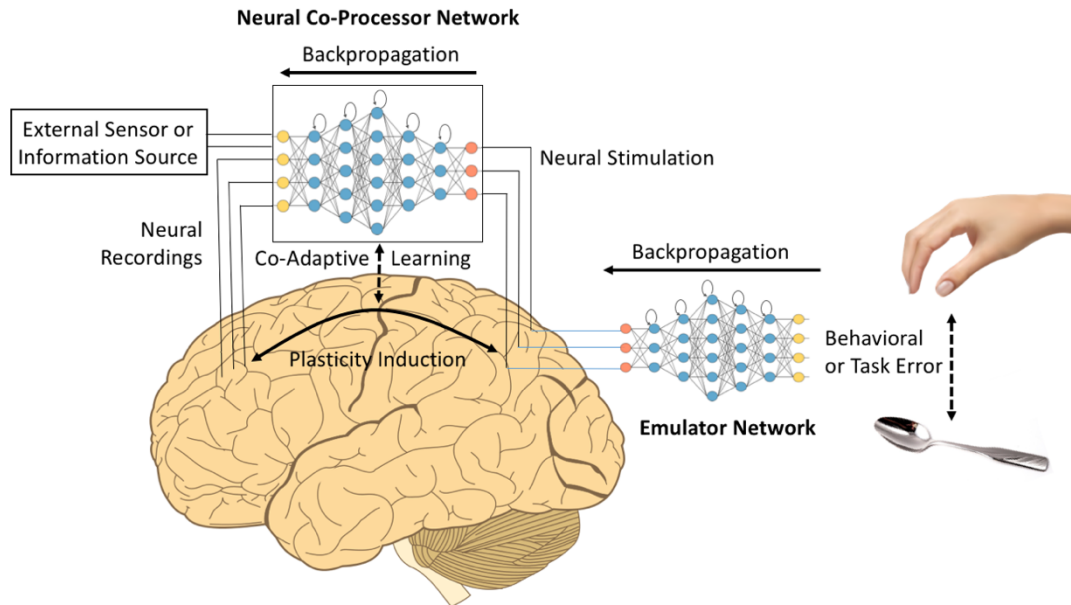 Neural Co-Processor Network
Backpropagation
External Sensor or
Information Source
Neural Stimulation
Neural
Recordings
Co-Adaptive Learning
Backpropagation
Plasticity Induction
Behavioral
or Task Error
Emulator Network